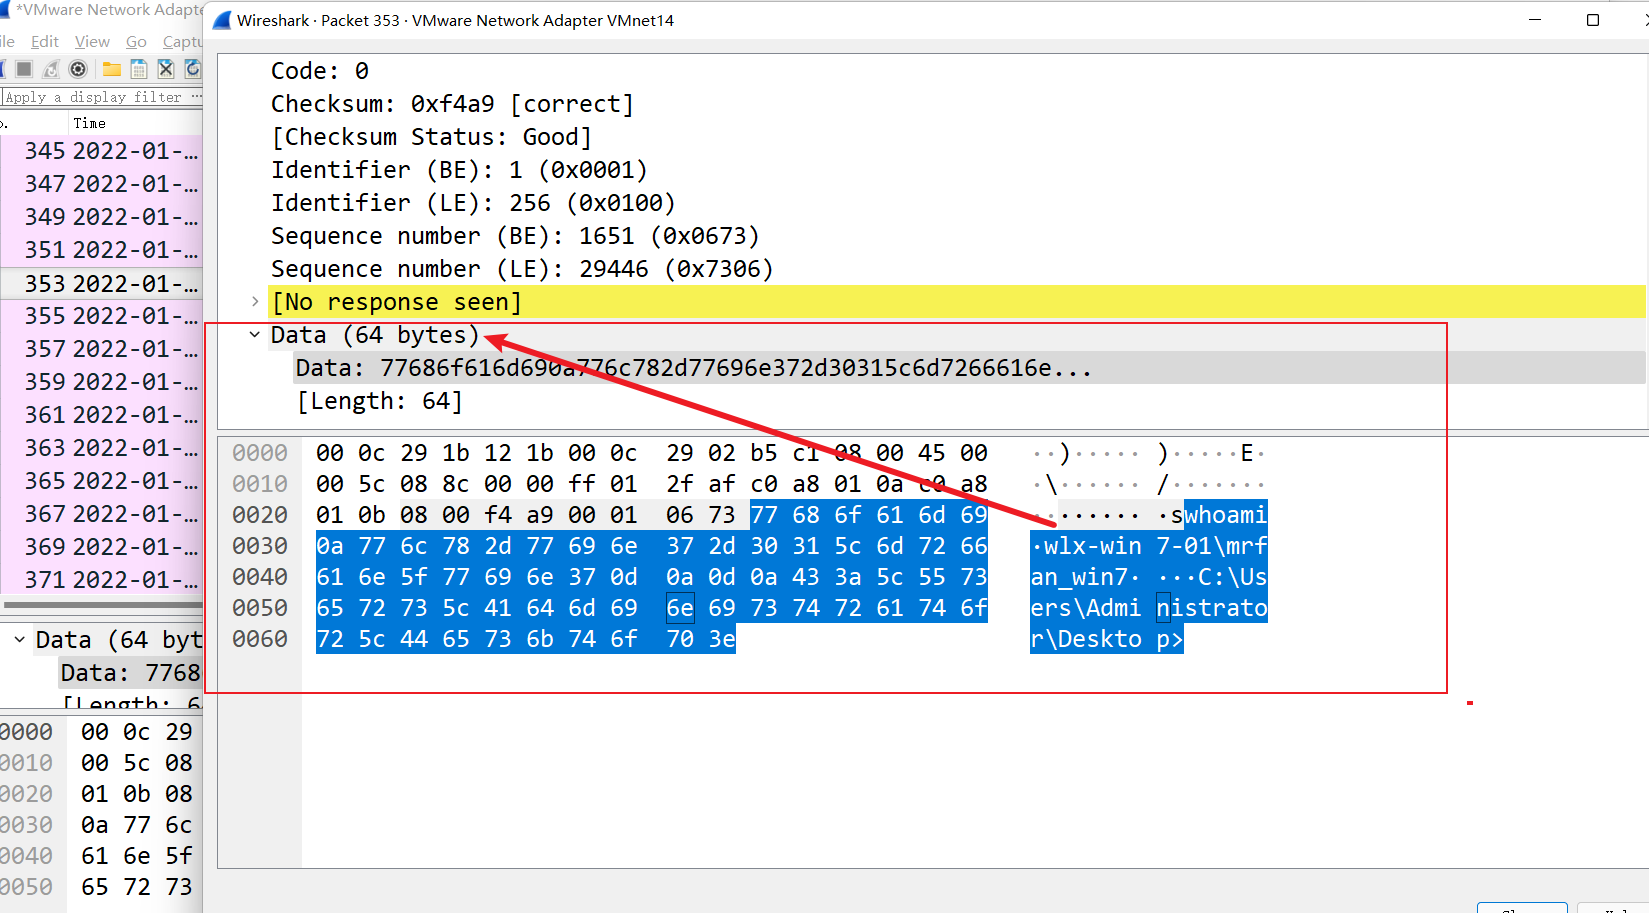 *VMware Network Adapte
Wireshark · Packet 353 · VMware Network Adapter VMnet14
ile Edit View Go Captu
Apply a display filter ...
o. Time
345 2022-01-...
347 2022-01-...
349 2022-01-...
351 2022-01-...
353 2022-01-...
355 2022-01-...
357 2022-01-...
359 2022-01-...
361 2022-01-...
363 2022-01-...
365 2022-01-...
367 2022-01-...
369 2022-01-...
371 2022-01-...
Data (64 byt
Data: 7768
[Length: 6
0000 00 0c 29
0010 00 5c 08
0020 01 0b 08
0030 0a 77 6c
0040 61 6e 5f
0050 65 72 73
Code: 0
Checksum: 0xf4a9 [correct]
[Checksum Status: Good]
Identifier (BE): 1 (0x0001)
Identifier (LE): 256 (0x0100)
Sequence number (BE): 1651 (0x0673)
Sequence number (LE): 29446 (0x7306)
[No response seen]
Data (64 bytes)
Data: 77686f616d690a776c782d77696e372d30315c6d7266616e...
[Length: 64]
0000 00 0c 29 1b 12 1b 00 0c 29 02 b5 c1 08 00 45 00 ··)····· )·····E·
0010 00 5c 08 8c 00 00 ff 01 2f af c0 a8 01 0a c0 a8 ·\······ /·······
0020 01 0b 08 00 f4 a9 00 01 06 73 77 68 6f 61 6d 69 ········ ·swhoami
0030 0a 77 6c 78 2d 77 69 6e 37 2d 30 31 5c 6d 72 66 ·wlx-win 7-01\mrf
0040 61 6e 5f 77 69 6e 37 0d 0a 0d 0a 43 3a 5c 55 73 an_win7· ···C:\Us
0050 65 72 73 5c 41 64 6d 69 6e 69 73 74 72 61 74 6f ers\Admi nistrato
0060 72 5c 44 65 73 6b 74 6f 70 3e r\Deskto p>